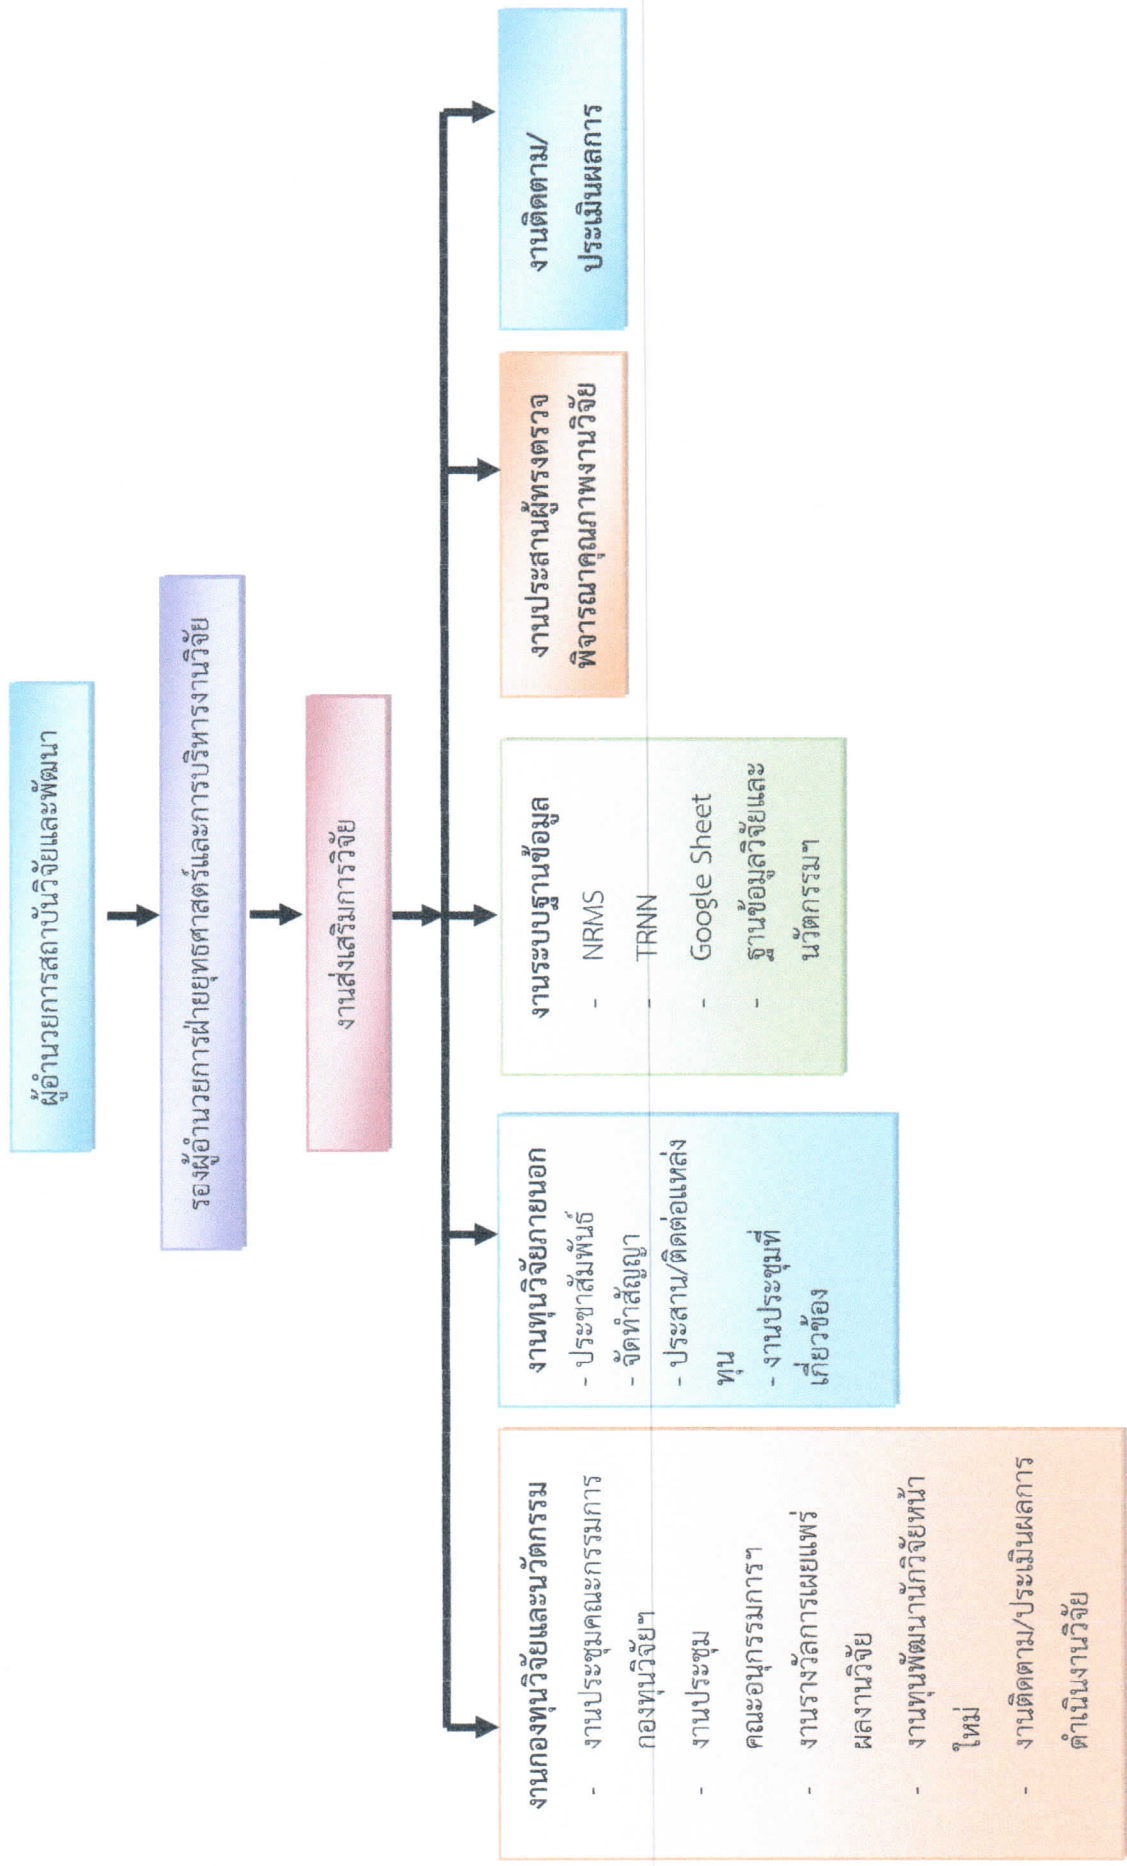 ผู้อำนวยการสถาบันวิจัยและพัฒนา
รองผู้อำนวยการฝ่ายยุทธศาสตร์และการบริหารงานวิจัย
งานส่งเสริมการวิจัย
งานกองทุนวิจัยและนวัตกรรม
- งานประชุมคณะกรรมการ
กองทุนวิจัยฯ
- งานประชุม
คณะอนุกรรมการฯ
- งานรางวัลการเผยแพร่
ผลงานวิจัย
- งานทุนพัฒนานักวิจัยหน้า
ใหม่
- งานติดตาม/ประเมินผลการ
ดำเนินงานวิจัย
งานทุนวิจัยภายนอก
- ประชาสัมพันธ์
- จัดทำสัญญา
- ประสาน/ติดต่อแหล่ง
ทุน
- งานประชุมที่
เกี่ยวข้อง
งานระบบฐานข้อมูล
- NRMS
- TRNN
- Google Sheet
- ฐานข้อมูลวิจัยและ
นวัตกรรมฯ
งานประสานผู้ทรงตรวจ
พิจารณาคุณภาพงานวิจัย
งานติดตาม/
ประเมินผลการ